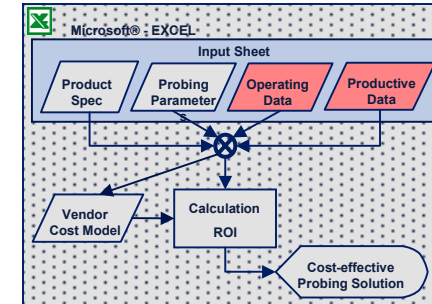 Microsoft® - EXCEL
Input Sheet
Product
Spec
Probing
Parameter
s
Operating
Data
Productive
Data
Vendor
Cost Model
Calculation
ROI
Cost-effective
Probing Solution